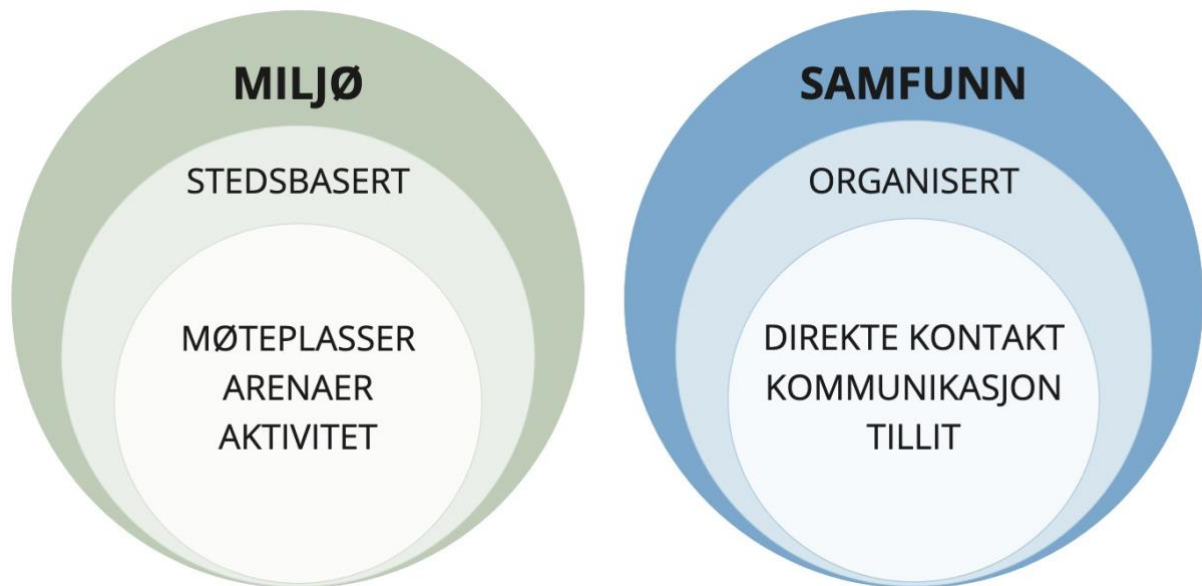 MILJØ
STEDSBASERT
MØTEPLASSER
ARENAER
AKTIVITET
SAMFUNN
ORGANISERT
DIREKTE KONTAKT
KOMMUNIKASJON
TILLIT